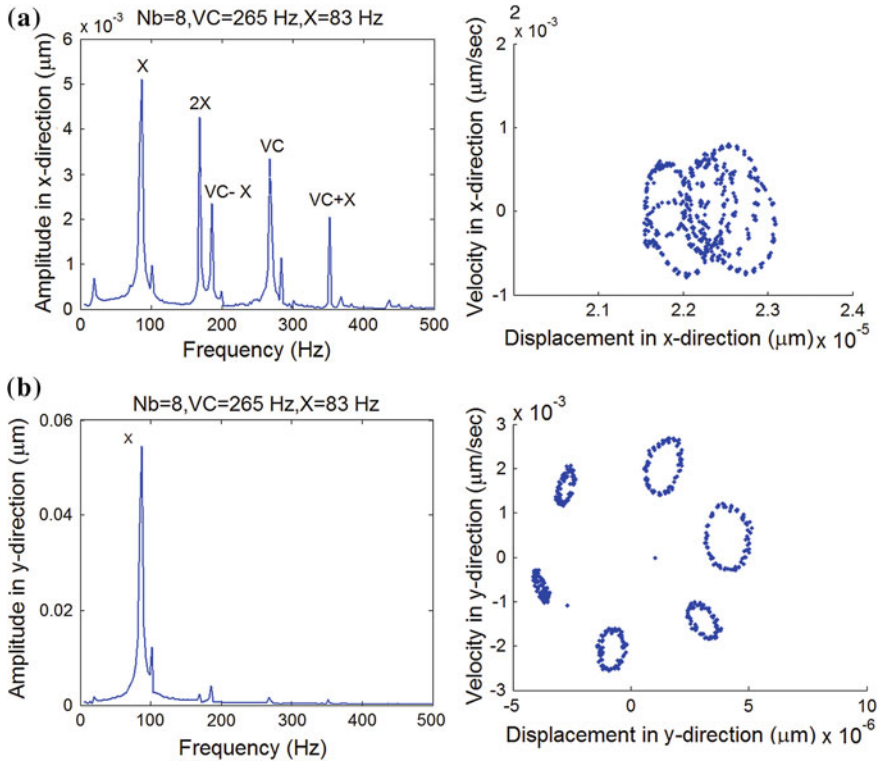 (a)
Nb=8,VC=265 Hz,X=83 Hz
x 10⁻³
6
5
4
3
2
1
0
0
100
200
300
400
500
X
2X
VC- X
VC
VC+X
Amplitude in x-direction (μm)
Frequency (Hz)
2
x 10⁻³
2
1
0
-1
2.1
2.2
2.3
2.4
Velocity in x-direction (μm/sec)
Displacement in x-direction (μm) x 10⁻⁵
(b)
Nb=8,VC=265 Hz,X=83 Hz
0.06
0.04
0.02
0
0
100
200
300
400
500
X
Amplitude in y-direction (μm)
Frequency (Hz)
x 10⁻³
3
2
1
0
-1
-2
-3
-5
0
5
10
Velocity in y-direction (μm/sec)
Displacement in y-direction (μm) x 10⁻⁶